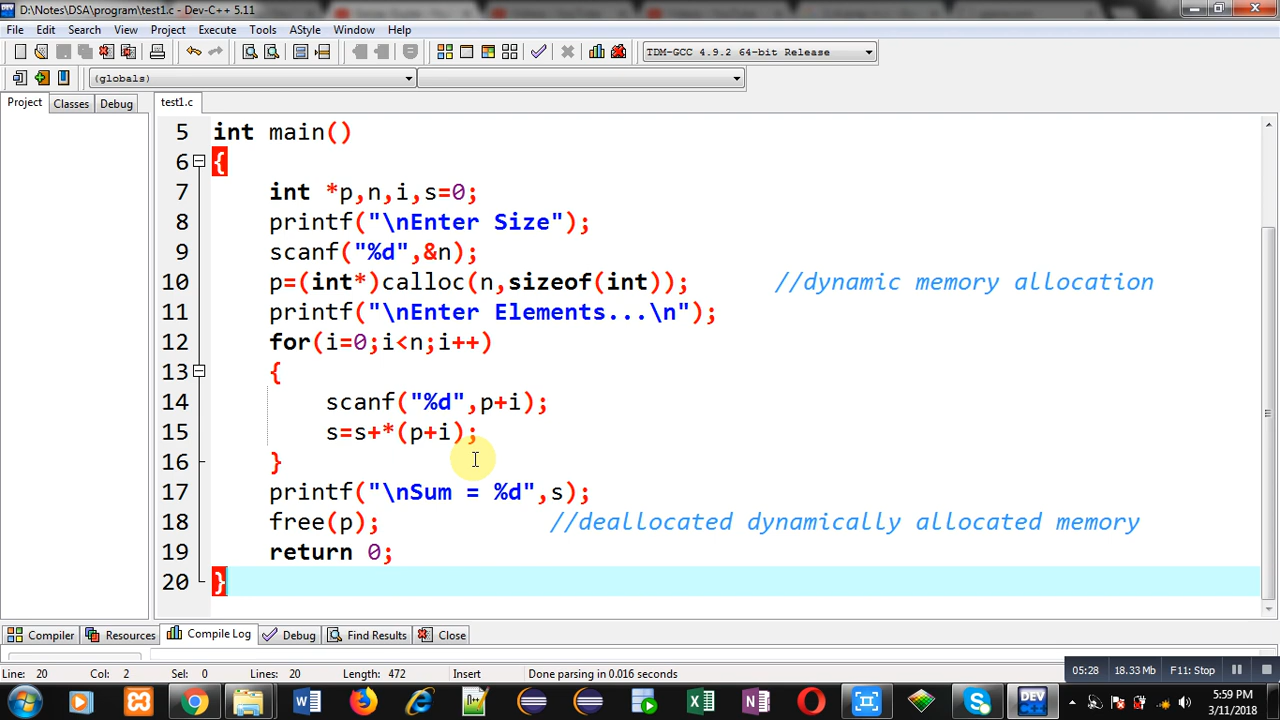 D:\Notes\DSA\program\test1.c - Dev-C++ 5.11
File Edit Search View Project Execute Tools AStyle Window Help
TDM-GCC 4.9.2 64-bit Release
(globals)
Project Classes Debug test1.c
5 int main()
6 {
7 int *p,n,i,s=0;
8 printf("\nEnter Size");
9 scanf("%d",&n);
10 p=(int*)calloc(n,sizeof(int)); //dynamic memory allocation
11 printf("\nEnter Elements...\n");
12 for(i=0;i<n;i++)
13 {
14 scanf("%d",p+i);
15 s=s+*(p+i);
16 }
17 printf("\nSum = %d",s);
18 free(p); //deallocated dynamically allocated memory
19 return 0;
20 }
Compiler Resources Compile Log Debug Find Results Close
Line: 20 Col: 2 Sel: 0 Lines: 20 Length: 472 Insert Done parsing in 0.016 seconds
05:28 18.33 Mb F11: Stop
DEV
5:59 PM
3/11/2018